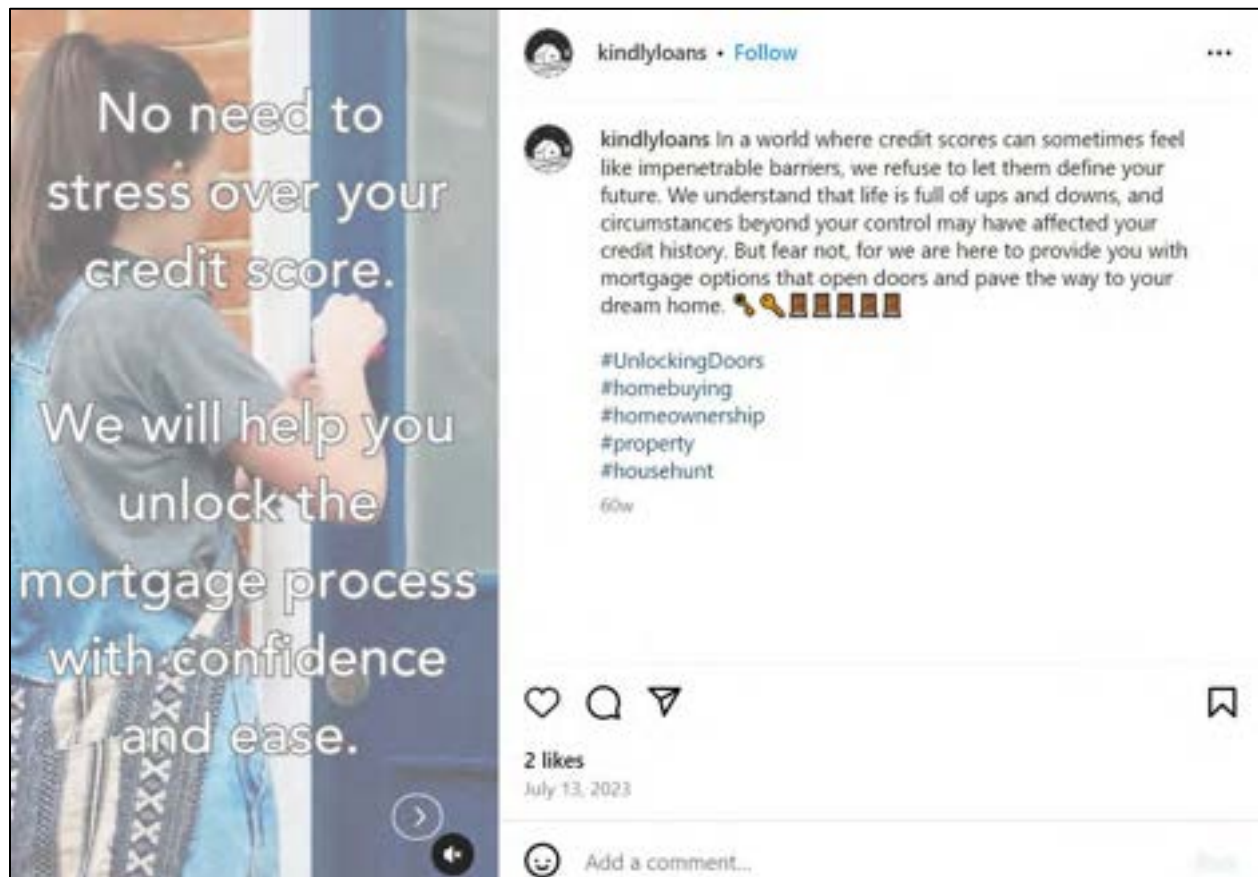 No need to
stress over your
credit score.
We will help you
unlock the
mortgage process
with confidence
and ease.
kindlyloans • Follow
kindlyloans In a world where credit scores can sometimes feel
like impenetrable barriers, we refuse to let them define your
future. We understand that life is full of ups and downs, and
circumstances beyond your control may have affected your
credit history. But fear not, for we are here to provide you with
mortgage options that open doors and pave the way to your
dream home.
#UnlockingDoors
#homebuying
#homeownership
#property
#househunt
60w
2 likes
July 13, 2023
Add a comment...